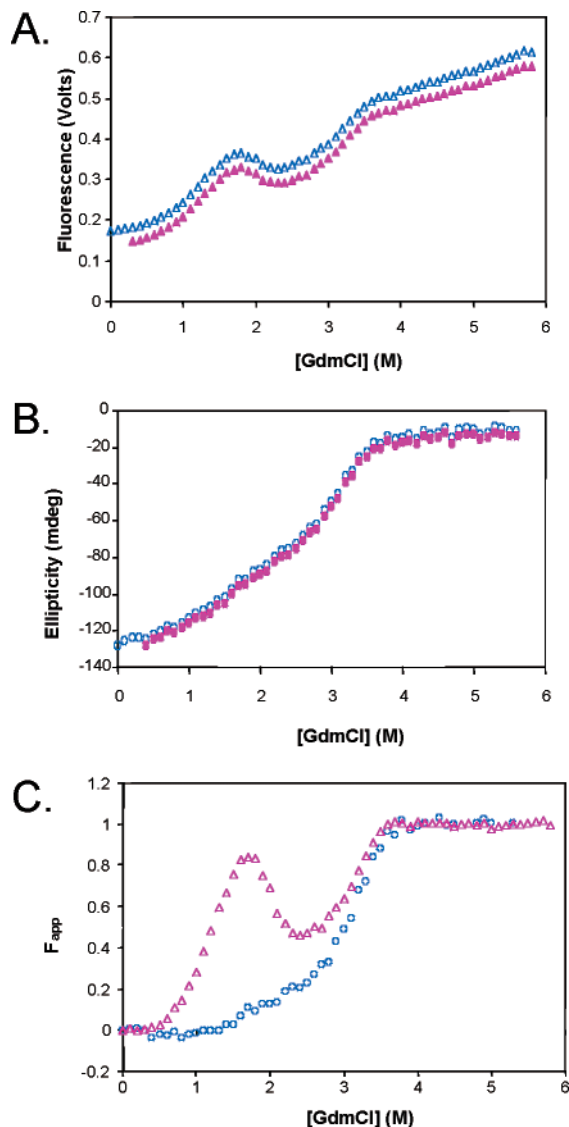 A.
Fluorescence (Volts)
0.7
0.6
0.5
0.4
0.3
0.2
0.1
0
0 1 2 3 4 5 6
[GdmCl] (M)
B.
Ellipticity (mdeg)
0
-20
-40
-60
-80
-100
-120
-140
0 1 2 3 4 5 6
[GdmCl] (M)
C.
Fapp
1.2
1
0.8
0.6
0.4
0.2
0
-0.2
0 1 2 3 4 5 6
[GdmCl] (M)